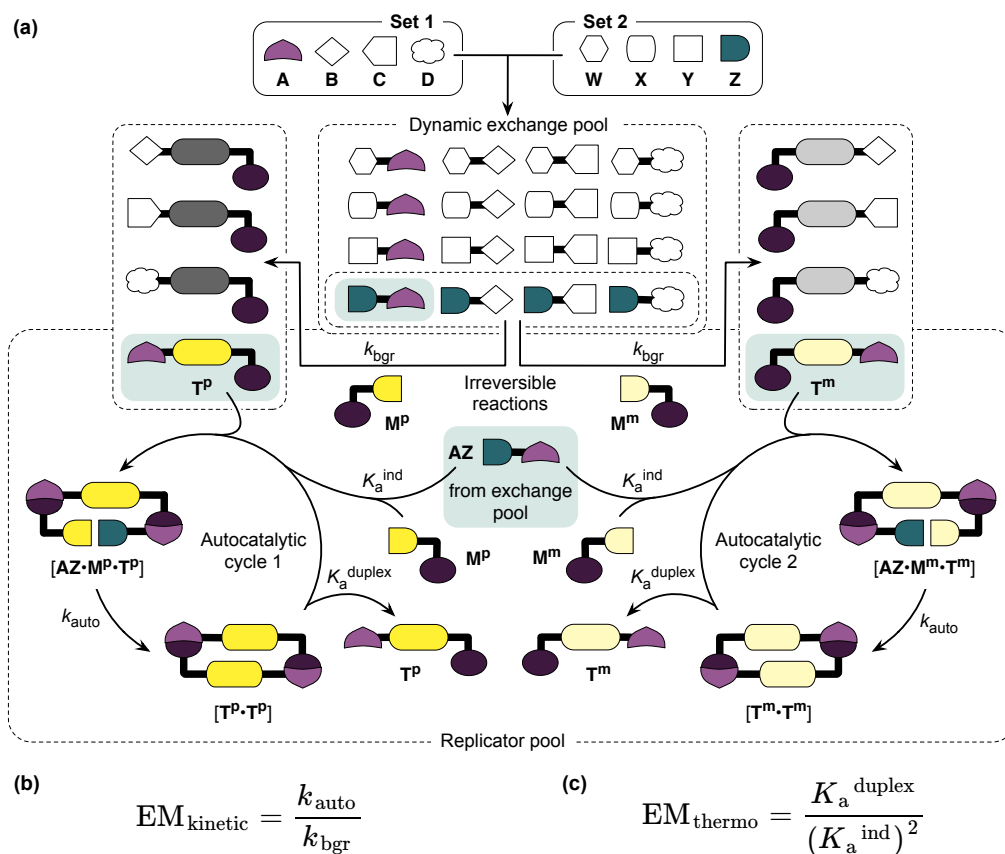 (a)
Set 1
A B C D
Set 2
W X Y Z
Dynamic exchange pool
k_bgr
k_bgr
T^p
T^m
M^p
Irreversible
reactions
M^m
AZ
from exchange
pool
K_a^ind
K_a^ind
[AZ·M^p·T^p]
Autocatalytic
cycle 1
M^p
M^m
Autocatalytic
cycle 2
[AZ·M^m·T^m]
K_a^duplex
K_a^duplex
k_auto
k_auto
T^p
T^m
[T^p·T^p]
[T^m·T^m]
Replicator pool
(b)
EM_kinetic = k_auto / k_bgr
(c)
EM_thermo = K_a^duplex / (K_a^ind)^2